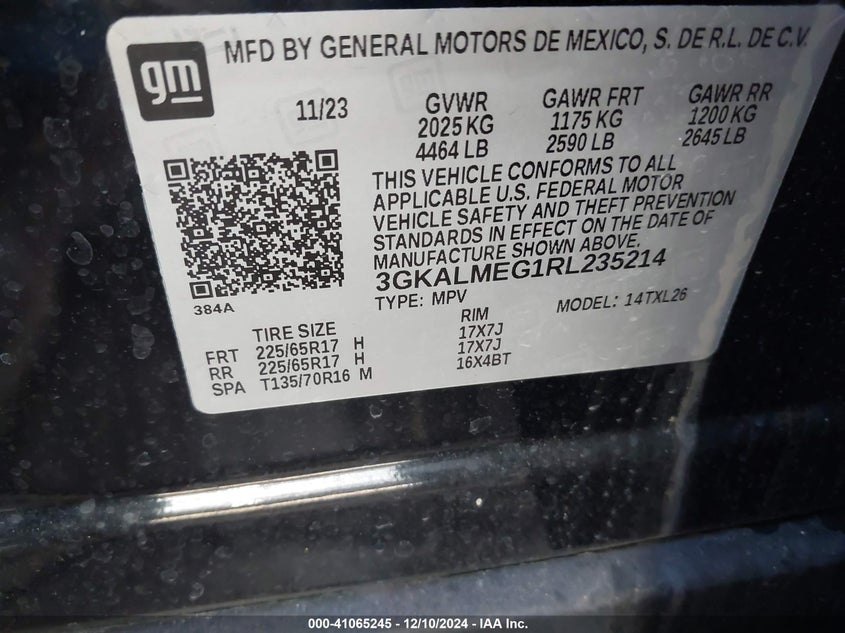 gm
MFD BY GENERAL MOTORS DE MEXICO, S. DE R.L. DE C.V.
11/23 GVWR GAWR FRT GAWR RR
2025 KG 1175 KG 1200 KG
4464 LB 2590 LB 2645 LB
THIS VEHICLE CONFORMS TO ALL
APPLICABLE U.S. FEDERAL MOTOR
VEHICLE SAFETY AND THEFT PREVENTION
STANDARDS IN EFFECT ON THE DATE OF
MANUFACTURE SHOWN ABOVE.
3GKALMEG1RL235214
TYPE: MPV MODEL: 14TXL26
384A
TIRE SIZE RIM
FRT 225/65R17 H 17X7J
RR 225/65R17 H 17X7J
SPA T135/70R16 M 16X4BT
000-41065245 - 12/10/2024 - IAA Inc.